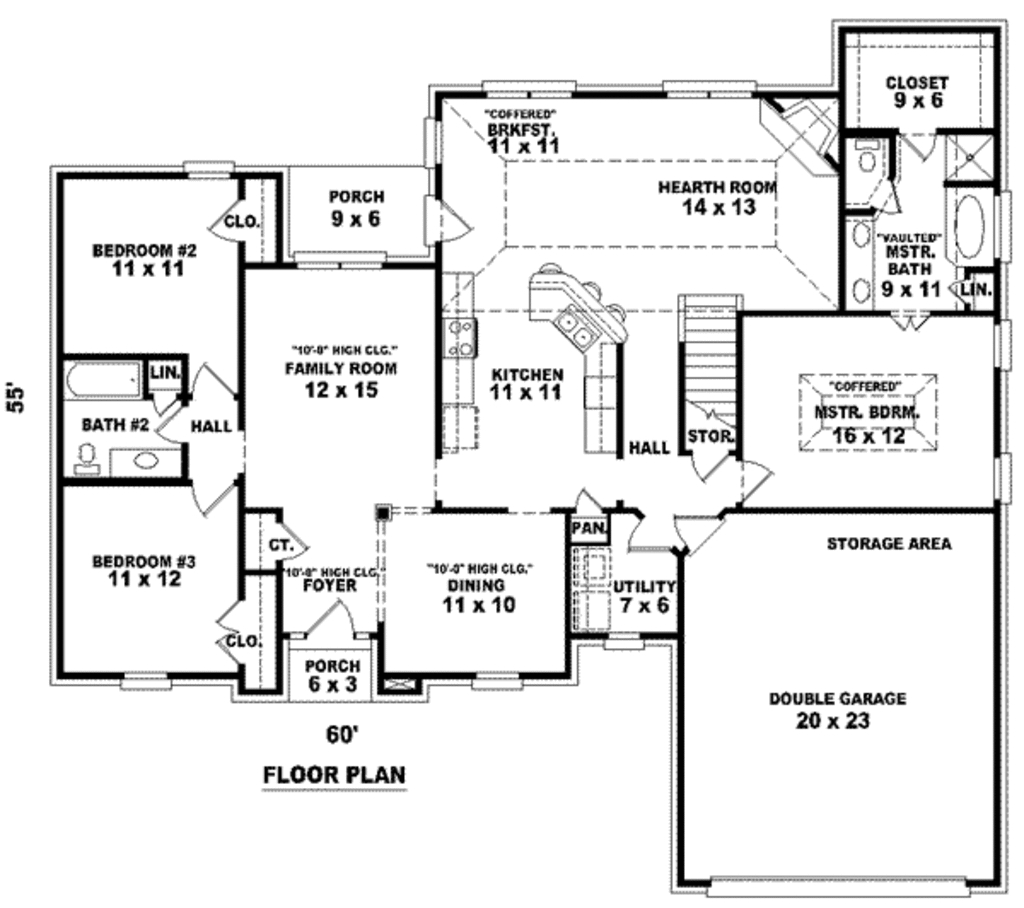 CLOSET
9 x 6
"COFFERED"
BRKFST.
11 x 11
HEARTH ROOM
14 x 13
PORCH
9 x 6
CLO.
BEDROOM #2
11 x 11
"VAULTED"
MSTR.
BATH
9 x 11
LIN.
"10'-0" HIGH CLG."
FAMILY ROOM
12 x 15
KITCHEN
11 x 11
LIN.
BATH #2
HALL
55'
"COFFERED"
MSTR. BDRM.
16 x 12
STOR.
HALL
PAN.
STORAGE AREA
CT.
BEDROOM #3
11 x 12
"10'-0" HIGH CLG."
FOYER
"10'-0" HIGH CLG."
DINING
11 x 10
UTILITY
7 x 6
CLO.
PORCH
6 x 3
DOUBLE GARAGE
20 x 23
60'
FLOOR PLAN